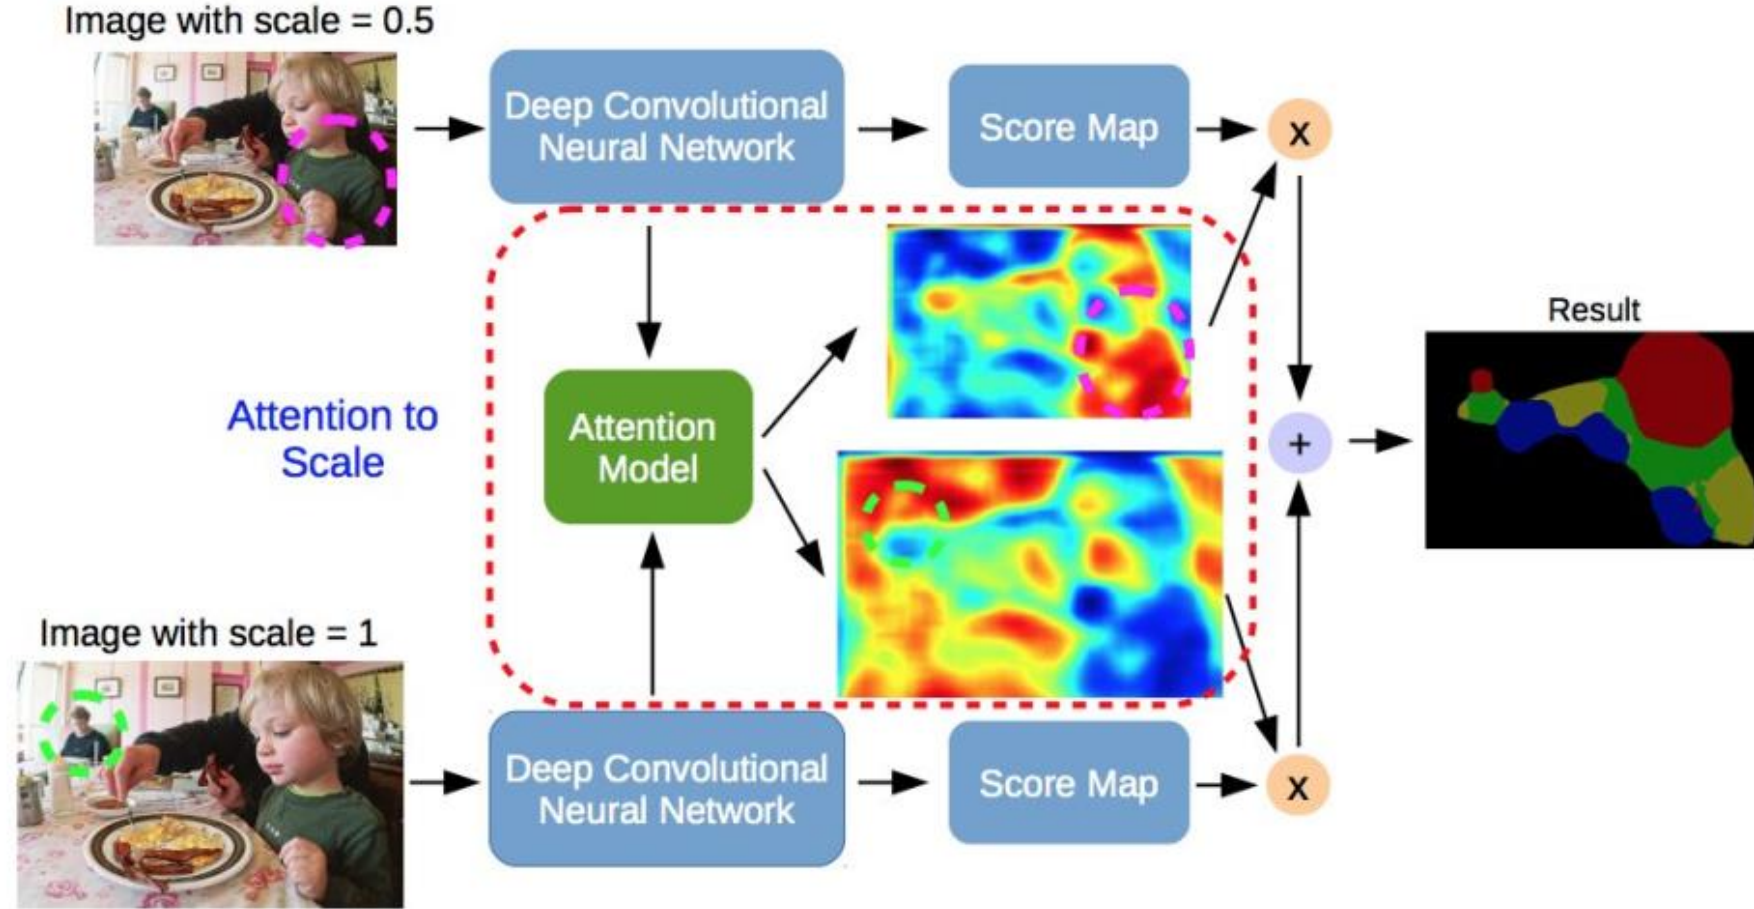 Image with scale = 0.5
Deep Convolutional
Neural Network
Score Map
x
Result
Attention to
Scale
Attention
Model
+
Image with scale = 1
Deep Convolutional
Neural Network
Score Map
x